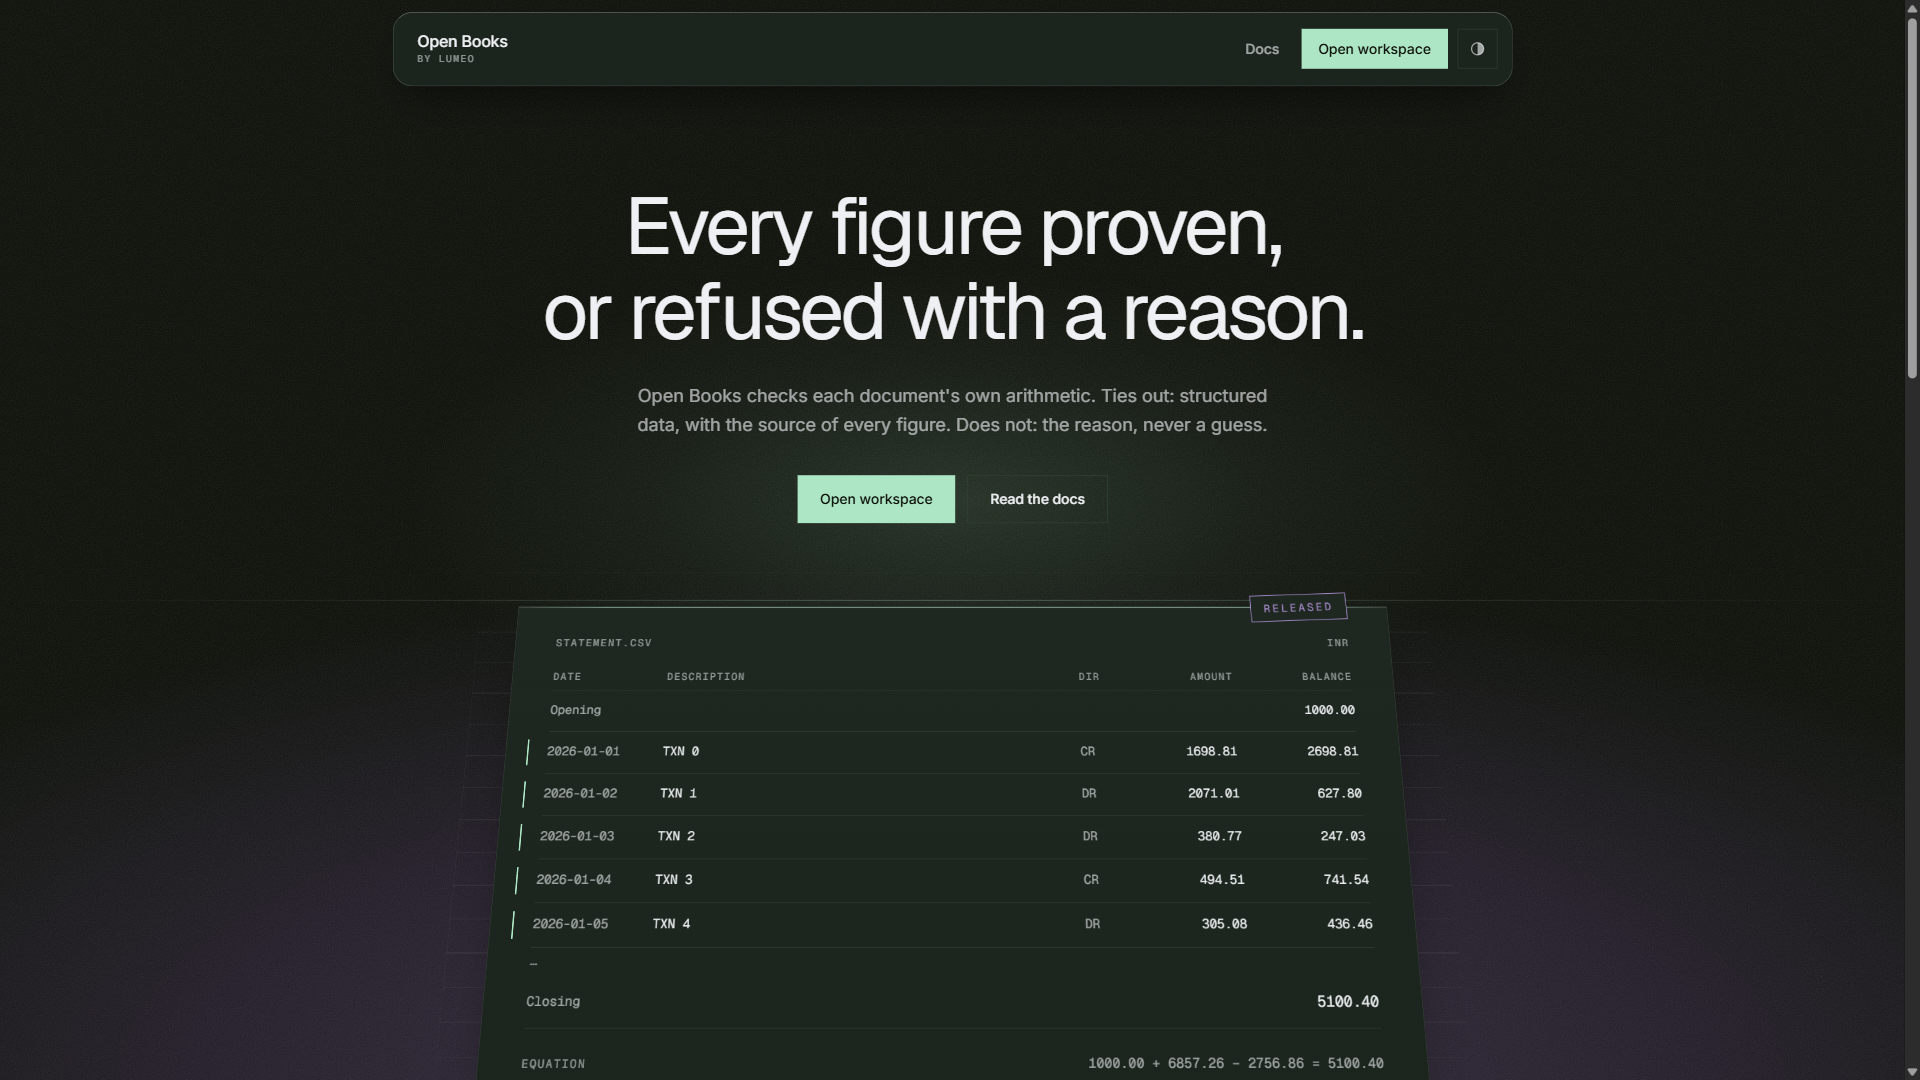 Open Books
BY LUMEO
Docs
Open workspace
Every figure proven,
or refused with a reason.
Open Books checks each document's own arithmetic. Ties out: structured
data, with the source of every figure. Does not: the reason, never a guess.
Open workspace
Read the docs
RELEASED
STATEMENT.CSV INR
DATE DESCRIPTION DIR AMOUNT BALANCE
Opening 1000.00
2026-01-01 TXN 0 CR 1698.81 2698.81
2026-01-02 TXN 1 DR 2071.01 627.80
2026-01-03 TXN 2 DR 380.77 247.03
2026-01-04 TXN 3 CR 494.51 741.54
2026-01-05 TXN 4 DR 305.08 436.46
…
Closing 5100.40
EQUATION 1000.00 + 6857.26 − 2756.86 = 5100.40